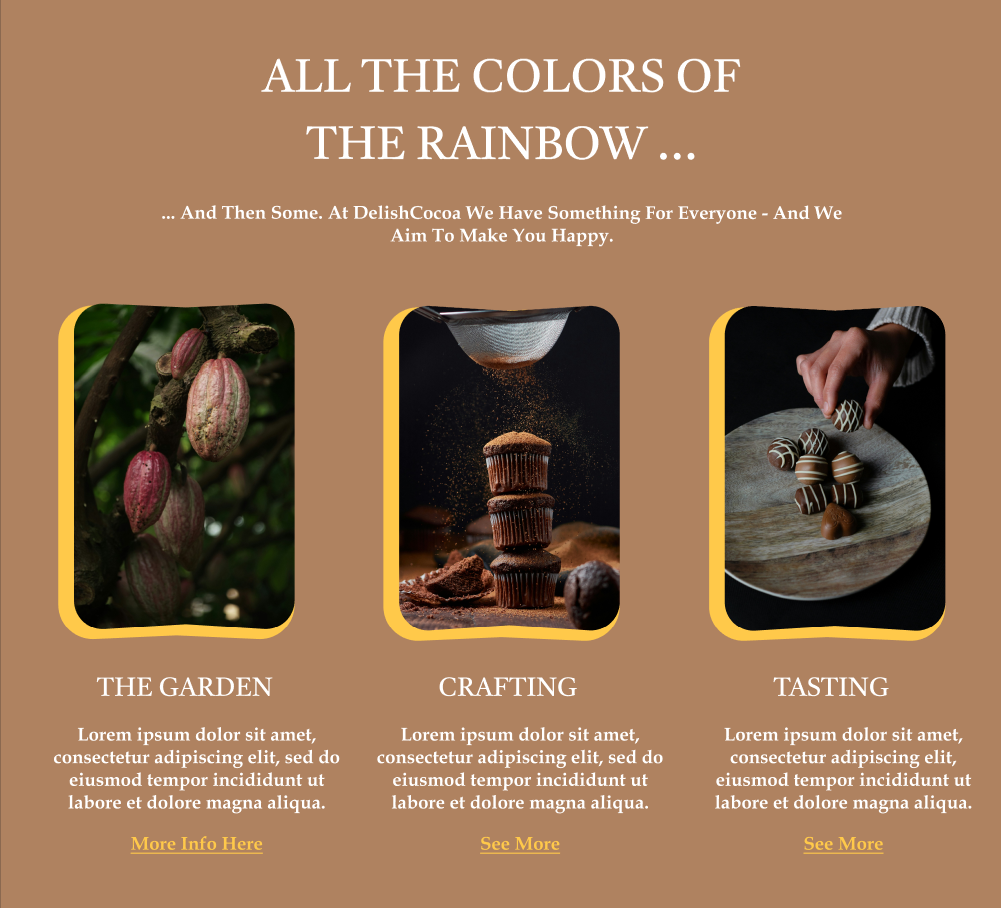 ALL THE COLORS OF
THE RAINBOW ...
... And Then Some. At DelishCocoa We Have Something For Everyone - And We
Aim To Make You Happy.
THE GARDEN
Lorem ipsum dolor sit amet,
consectetur adipiscing elit, sed do
eiusmod tempor incididunt ut
labore et dolore magna aliqua.
More Info Here
CRAFTING
Lorem ipsum dolor sit amet,
consectetur adipiscing elit, sed do
eiusmod tempor incididunt ut
labore et dolore magna aliqua.
See More
TASTING
Lorem ipsum dolor sit amet,
consectetur adipiscing elit,
eiusmod tempor incididunt ut
labore et dolore magna aliqua.
See More